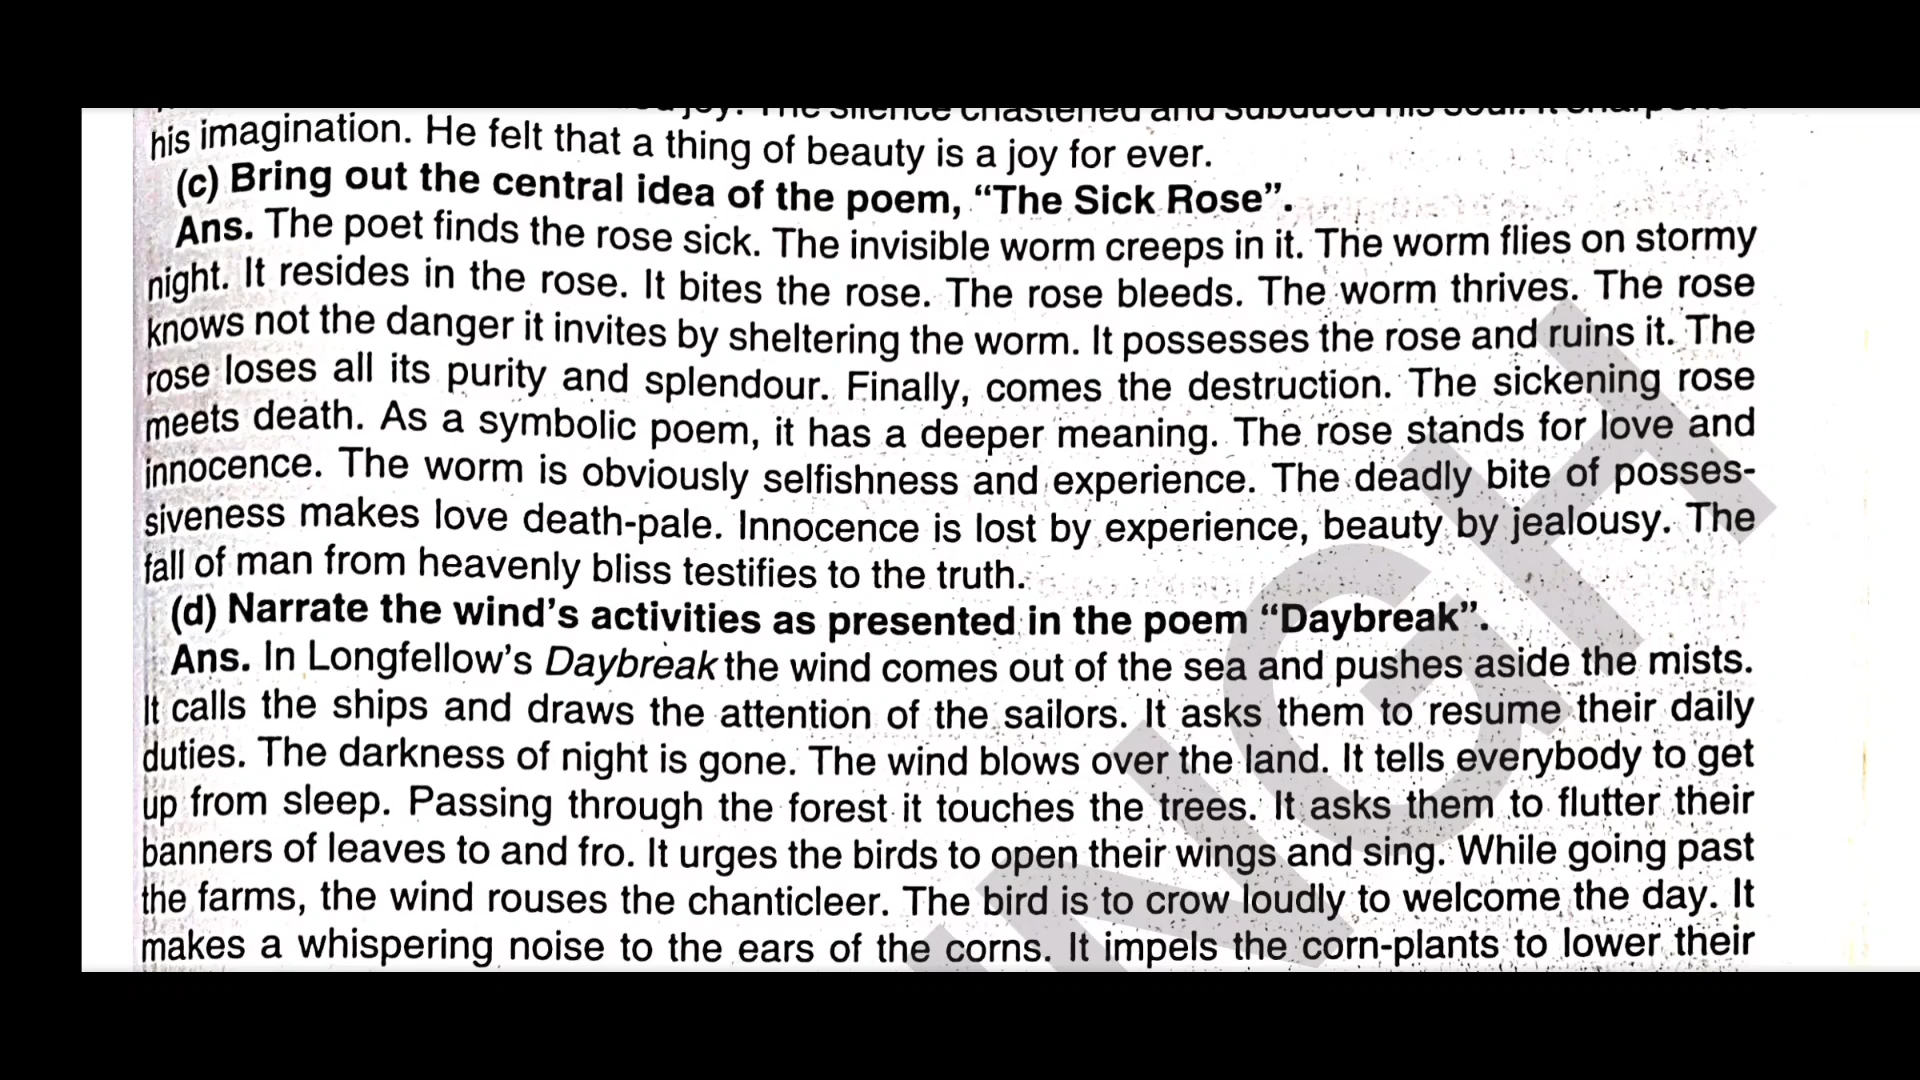 joy. The silence chastened and subdued his soul. It
his imagination. He felt that a thing of beauty is a joy for ever.
(c) Bring out the central idea of the poem, “The Sick Rose”.
Ans. The poet finds the rose sick. The invisible worm creeps in it. The worm flies on stormy
night. It resides in the rose. It bites the rose. The rose bleeds. The worm thrives. The rose
knows not the danger it invites by sheltering the worm. It possesses the rose and ruins it. The
rose loses all its purity and splendour. Finally, comes the destruction. The sickening rose
meets death. As a symbolic poem, it has a deeper meaning. The rose stands for love and
innocence. The worm is obviously selfishness and experience. The deadly bite of posses-
siveness makes love death-pale. Innocence is lost by experience, beauty by jealousy. The
fall of man from heavenly bliss testifies to the truth.
(d) Narrate the wind’s activities as presented in the poem “Daybreak”.
Ans. In Longfellow’s Daybreak the wind comes out of the sea and pushes aside the mists.
It calls the ships and draws the attention of the sailors. It asks them to resume their daily
duties. The darkness of night is gone. The wind blows over the land. It tells everybody to get
up from sleep. Passing through the forest it touches the trees. It asks them to flutter their
banners of leaves to and fro. It urges the birds to open their wings and sing. While going past
the farms, the wind rouses the chanticleer. The bird is to crow loudly to welcome the day. It
makes a whispering noise to the ears of the corns. It impels the corn-plants to lower their